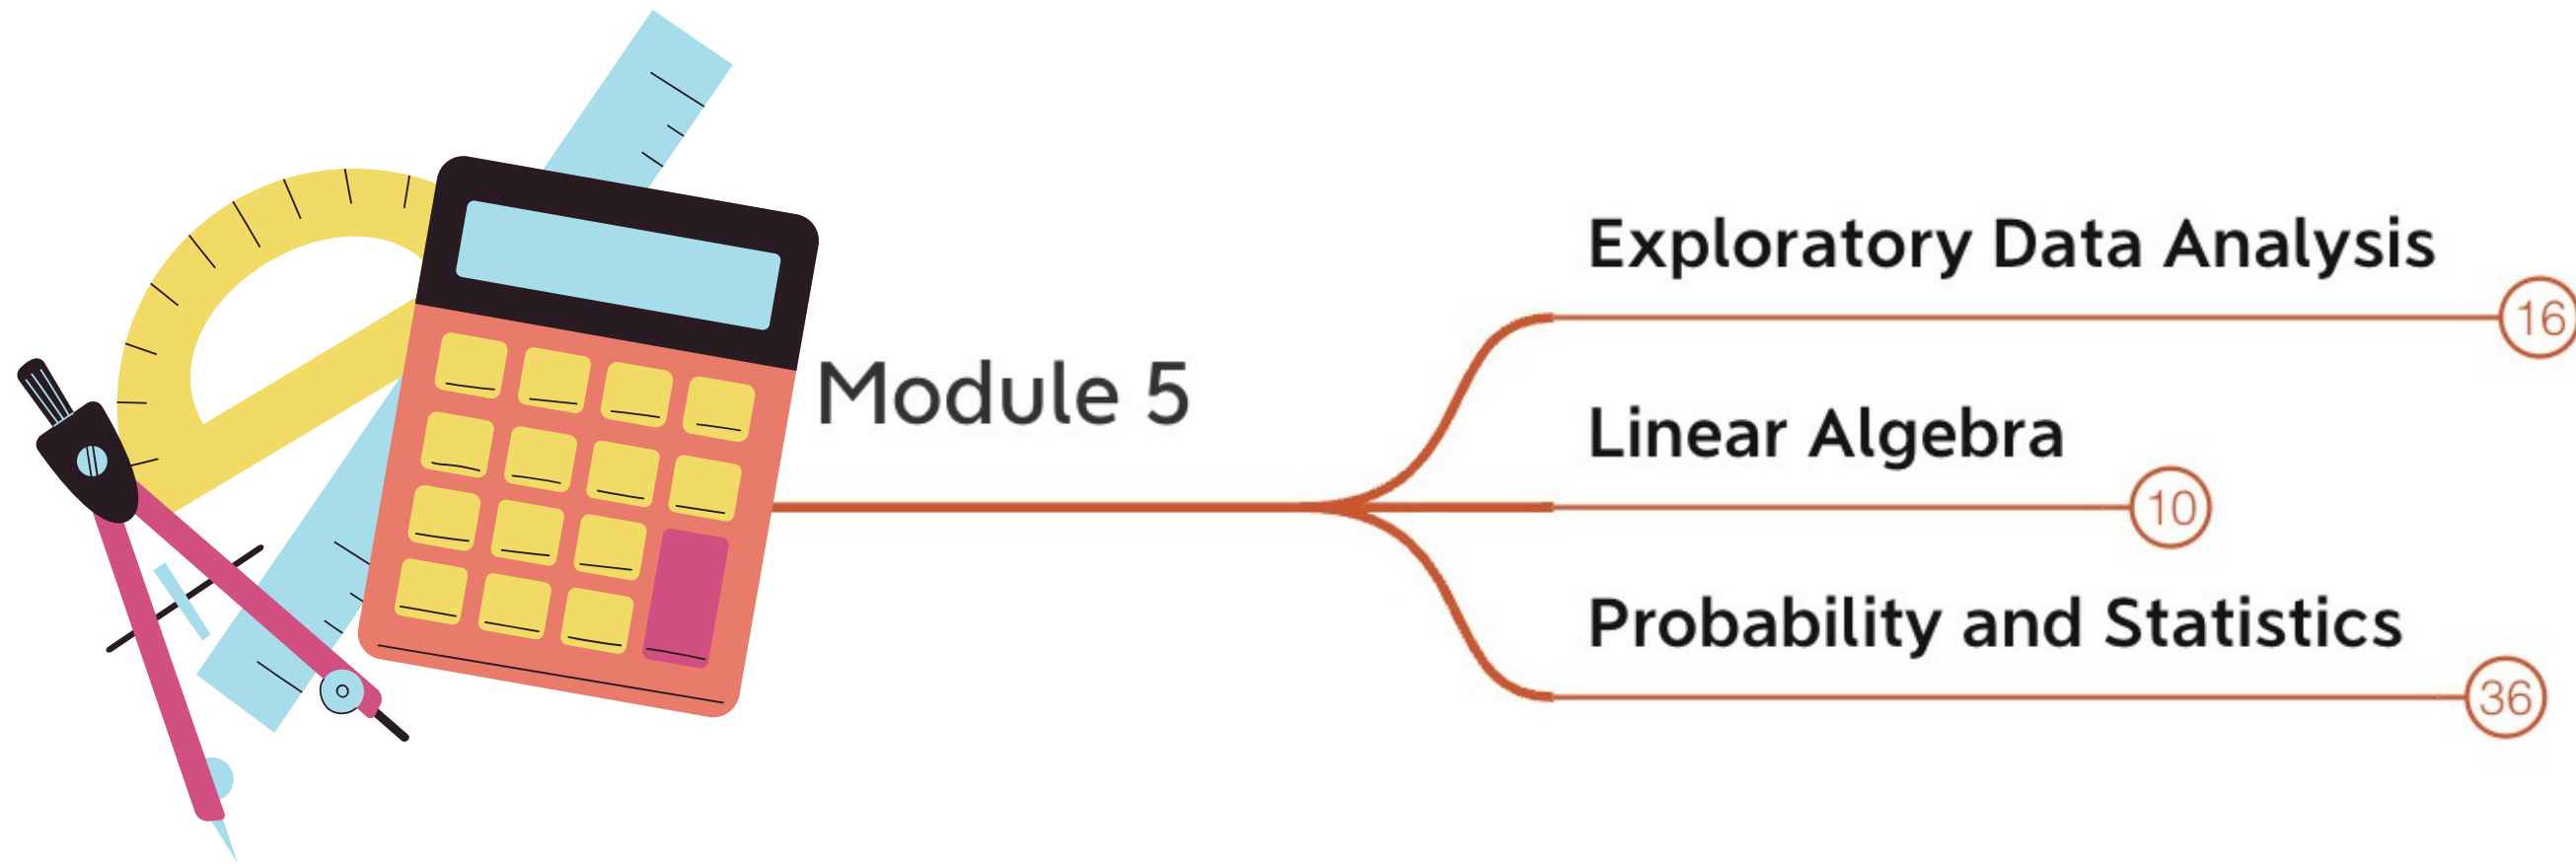 Module 5
Exploratory Data Analysis
16
Linear Algebra
10
Probability and Statistics
36